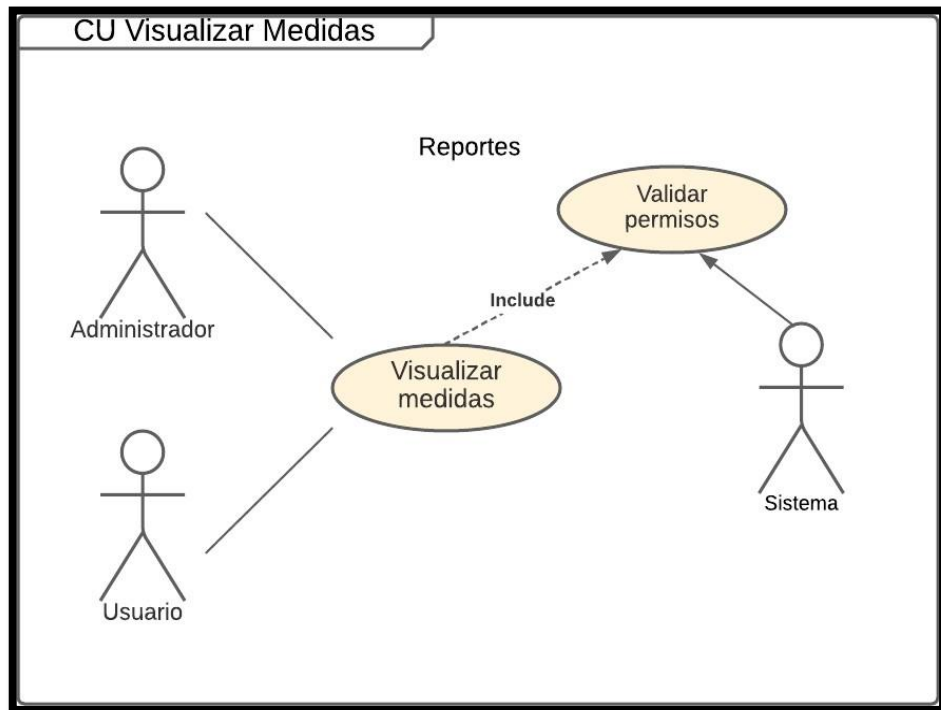 CU Visualizar Medidas
Reportes
Validar
permisos
Include
Administrador
Visualizar
medidas
Sistema
Usuario